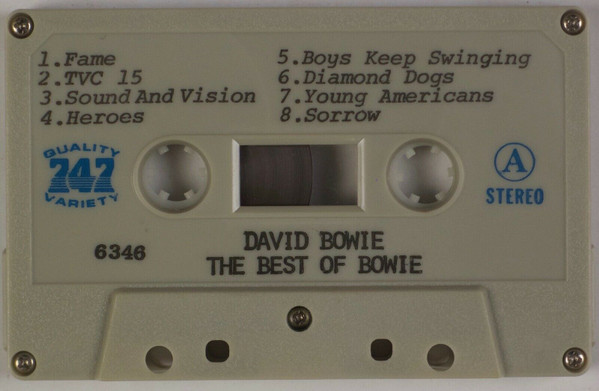 1.Fame
2.TVC 15
3.Sound And Vision
4.Heroes
5.Boys Keep Swinging
6.Diamond Dogs
7.Young Americans
8.Sorrow
QUALITY
747
VARIETY
A
STEREO
6346
DAVID BOWIE
THE BEST OF BOWIE